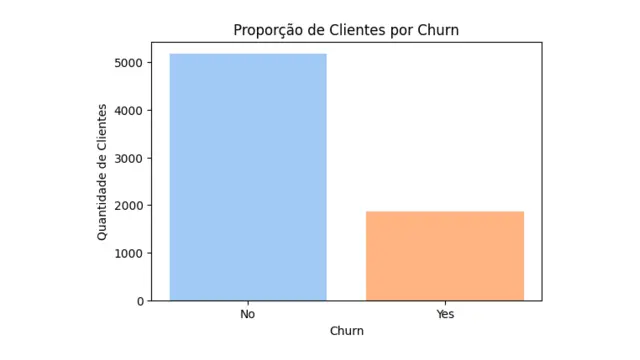 Proporção de Clientes por Churn
Quantidade de Clientes
5000
4000
3000
2000
1000
0
No
Yes
Churn